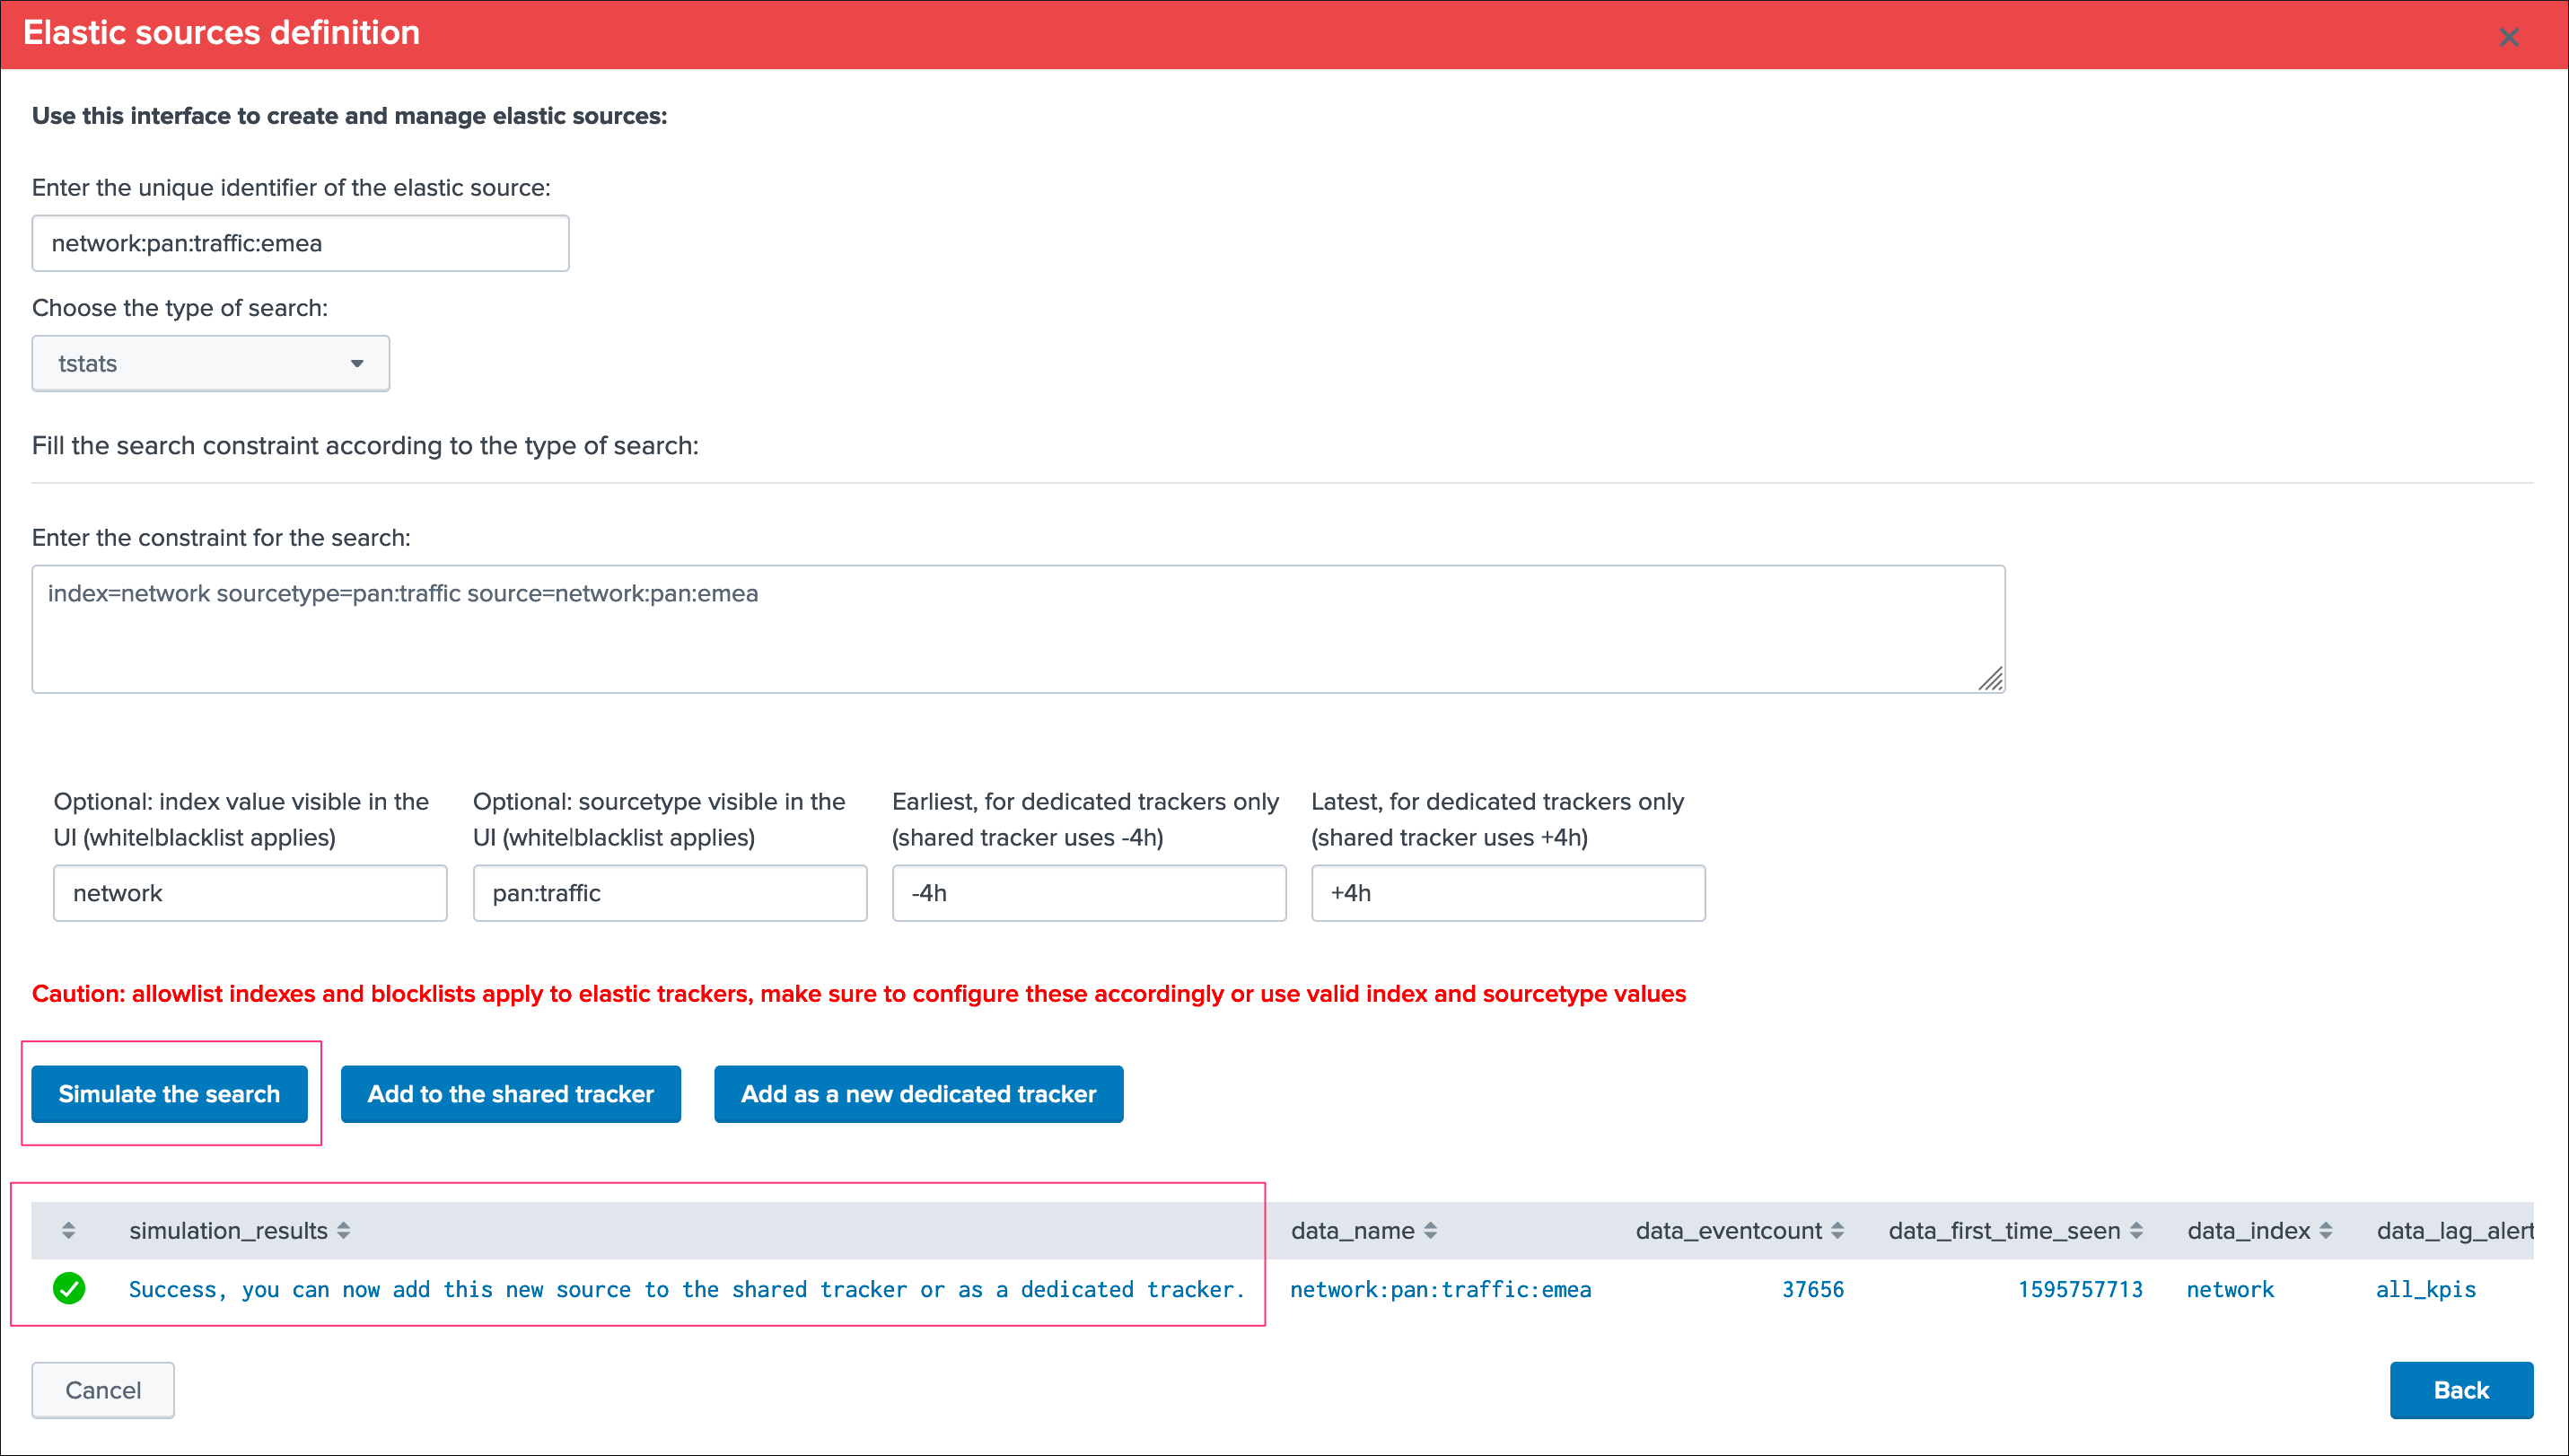 Elastic sources definition
Use this interface to create and manage elastic sources:
Enter the unique identifier of the elastic source:
network:pan:traffic:emea
Choose the type of search:
tstats
Fill the search constraint according to the type of search:
Enter the constraint for the search:
index=network sourcetype=pan:traffic source=network:pan:emea
Optional: index value visible in the
UI (white|blacklist applies)
network
Optional: sourcetype visible in the
UI (white|blacklist applies)
pan:traffic
Earliest, for dedicated trackers only
(shared tracker uses -4h)
-4h
Latest, for dedicated trackers only
(shared tracker uses +4h)
+4h
Caution: allowlist indexes and blocklists apply to elastic trackers, make sure to configure these accordingly or use valid index and sourcetype values
Simulate the search Add to the shared tracker Add as a new dedicated tracker
simulation_results data_name data_eventcount data_first_time_seen data_index data_lag_alert
Success, you can now add this new source to the shared tracker or as a dedicated tracker. network:pan:traffic:emea 37656 1595757713 network all_kpis
Cancel Back